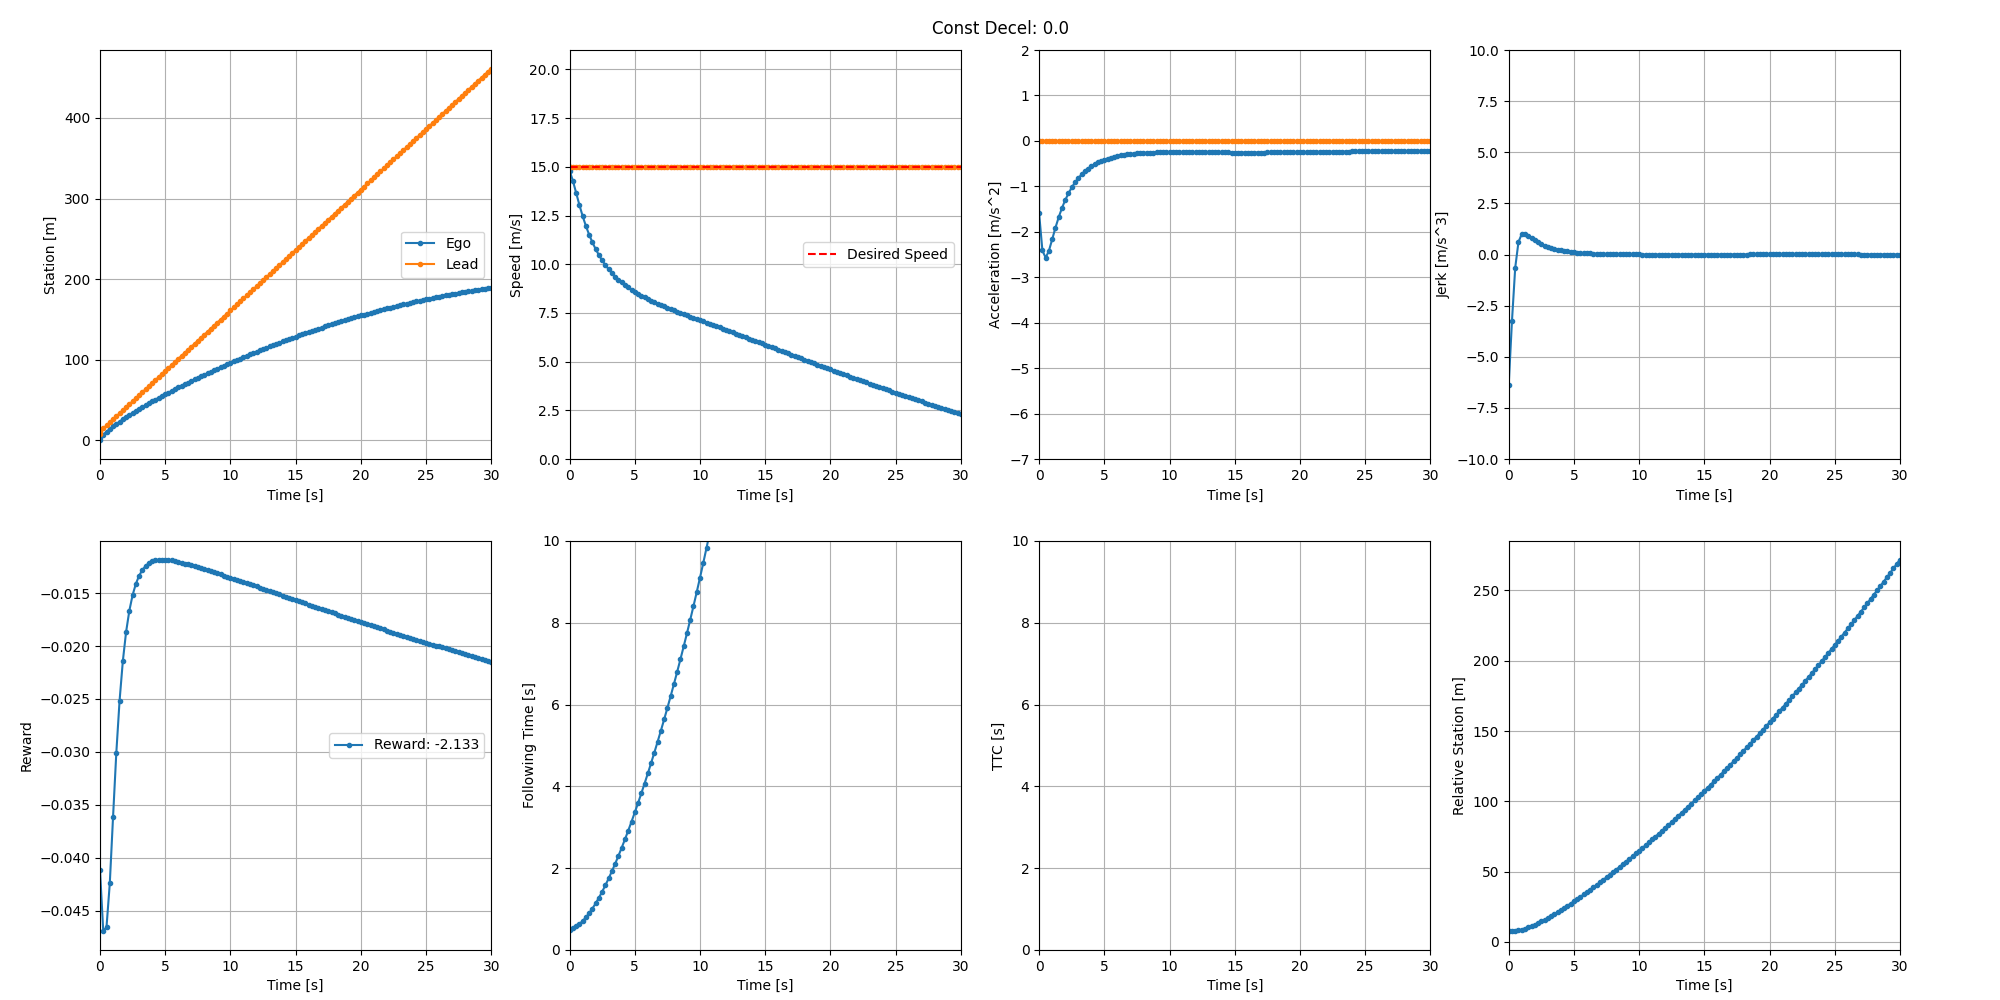 Const Decel: 0.0
Station [m]
400
300
200
100
0
0 5 10 15 20 25 30
Time [s]
Ego
Lead
Speed [m/s]
20.0
17.5
15.0
12.5
10.0
7.5
5.0
2.5
0.0
0 5 10 15 20 25 30
Time [s]
Desired Speed
Acceleration [m/s^2]
2
1
0
−1
−2
−3
−4
−5
−6
−7
0 5 10 15 20 25 30
Time [s]
Jerk [m/s^3]
10.0
7.5
5.0
2.5
0.0
−2.5
−5.0
−7.5
−10.0
0 5 10 15 20 25 30
Time [s]
Reward
−0.015
−0.020
−0.025
−0.030
−0.035
−0.040
−0.045
0 5 10 15 20 25 30
Time [s]
Reward: -2.133
Following Time [s]
10
8
6
4
2
0
0 5 10 15 20 25 30
Time [s]
TTC [s]
10
8
6
4
2
0
0 5 10 15 20 25 30
Time [s]
Relative Station [m]
250
200
150
100
50
0
0 5 10 15 20 25 30
Time [s]